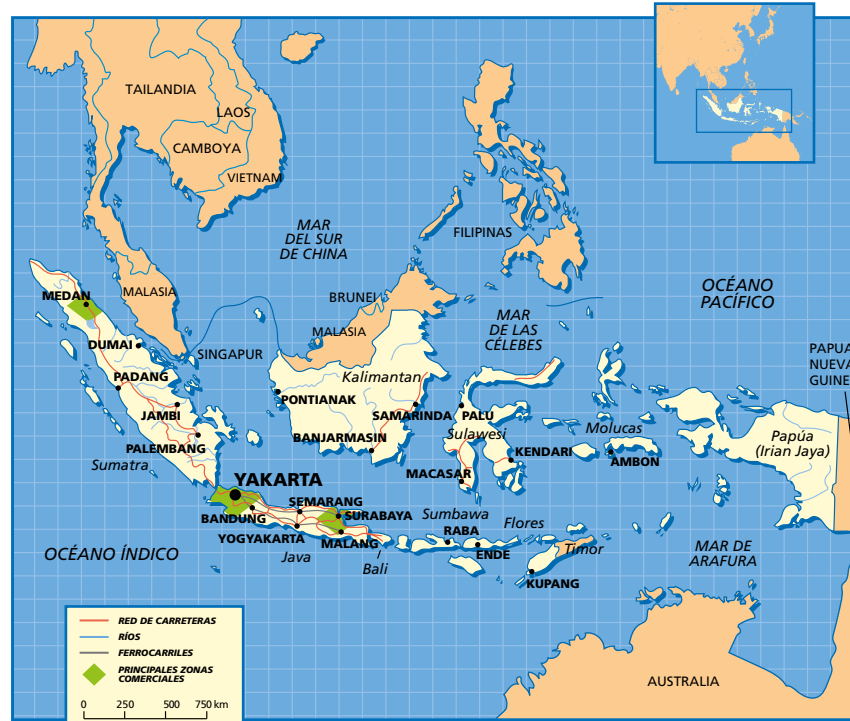 TAILANDIA
LAOS
CAMBOYA
VIETNAM
MAR
DEL SUR
DE CHINA
FILIPINAS
OCÉANO
PACÍFICO
MEDAN
MALASIA
BRUNEI
MALASIA
MAR
DE LAS
CÉLEBES
DUMAI
SINGAPUR
PAPUA
NUEVA
GUINE
PADANG
Kalimantan
JAMBI
PONTIANAK
SAMARINDA
PALU
Molucas
Papúa
(Irian Jaya)
PALEMBANG
BANJARMASIN
Sulawesi
KENDARI
AMBON
Sumatra
MACASAR
YAKARTA
SEMARANG
SURABAYA
Sumbawa
Flores
BANDUNG
RABA
YOGYAKARTA
MALANG
ENDE
Timor
MAR DE
ARAFURA
OCÉANO ÍNDICO
Java
Bali
KUPANG
RED DE CARRETERAS
RÍOS
FERROCARRILES
PRINCIPALES ZONAS
COMERCIALES
0 250 500 750 km
AUSTRALIA